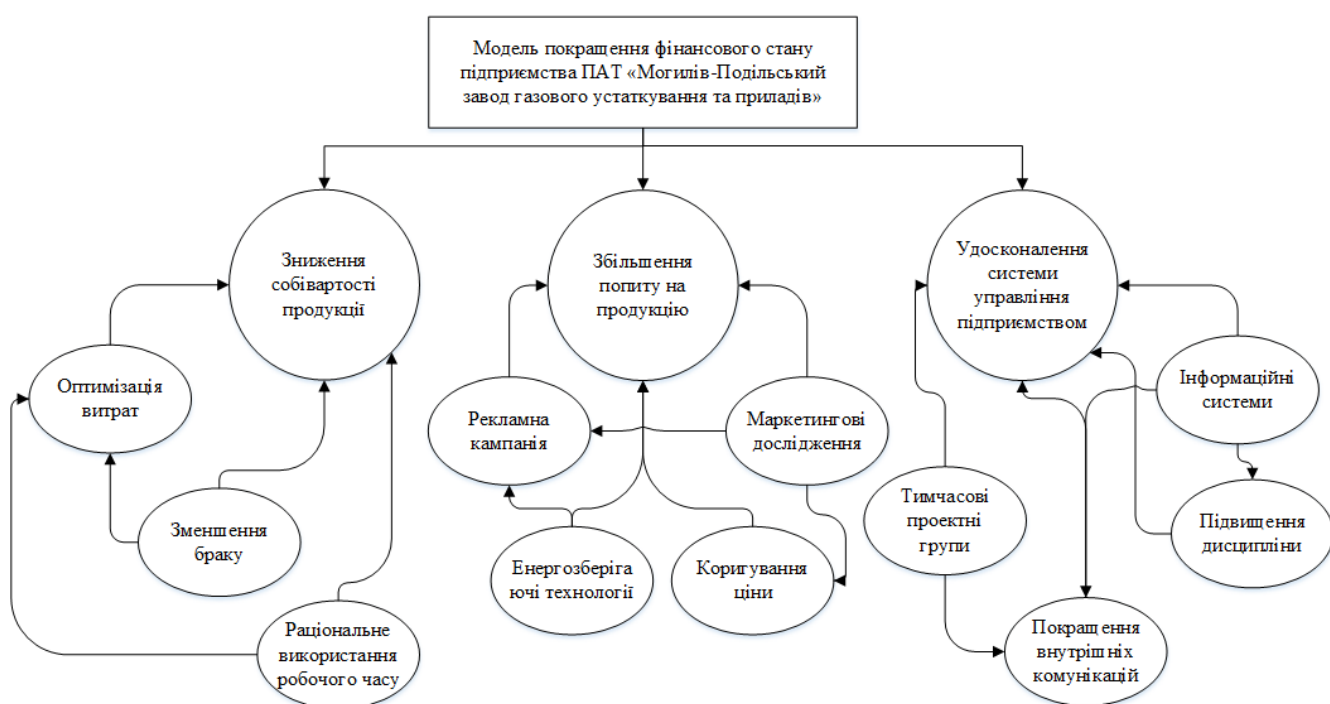 Модель покращення фінансового стану
підприємства ПАТ «Могилів-Подільський
завод газового устаткування та приладів»
Зниження
собівартості
продукції
Збільшення
попиту на
продукцію
Удосконалення
системи
управління
підприємством
Оптимізація
витрат
Рекламна
кампанія
Маркетингові
дослідження
Інформаційні
системи
Зменшення
браку
Енергозберіга
ючі технології
Коригування
ціни
Тимчасові
проектні
групи
Підвищення
дисципліни
Раціональне
використання
робочого часу
Покращення
внутрішніх
комунікацій